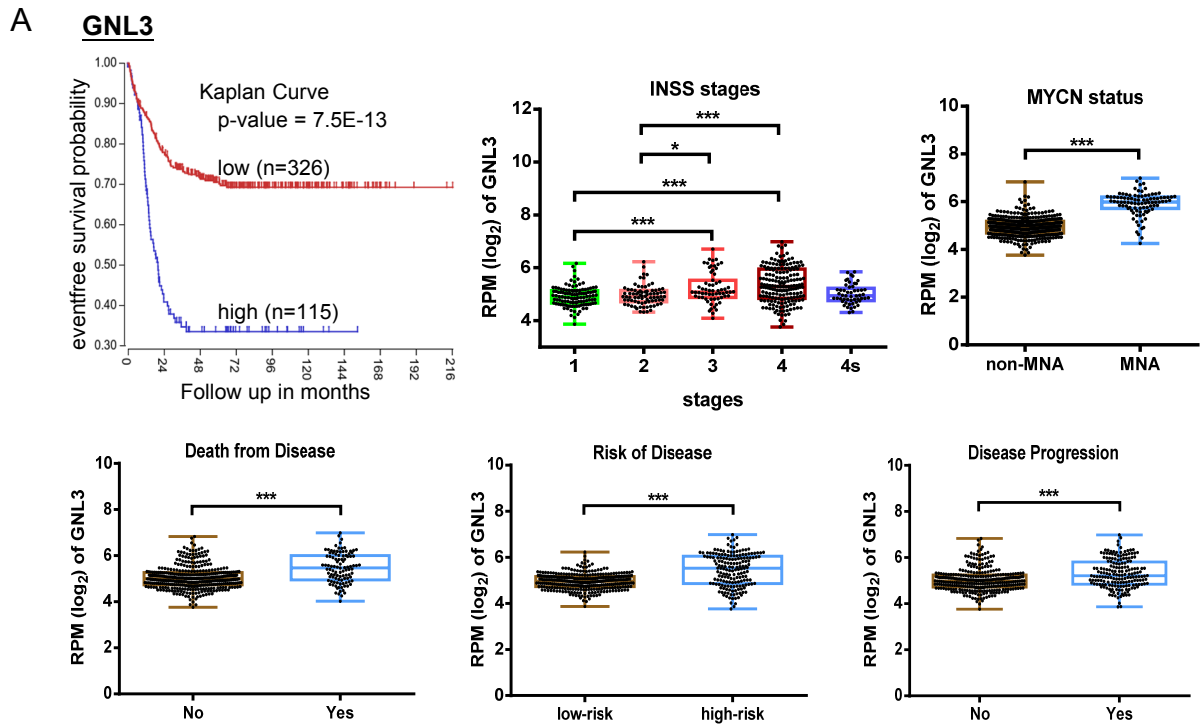 A
GNL3
eventfree survival probability
1.00
0.90
0.80
0.70
0.60
0.50
0.40
0.30
Kaplan Curve
p-value = 7.5E-13
low (n=326)
high (n=115)
0 24 48 72 96 120 144 168 192 216
Follow up in months
INSS stages
RPM (log2) of GNL3
12
10
8
6
4
***
*
***
***
1 2 3 4 4s
stages
MYCN status
RPM (log2) of GNL3
10
8
6
4
2
0
***
non-MNA MNA
Death from Disease
RPM (log2) of GNL3
10
8
6
4
2
0
***
No Yes
Risk of Disease
RPM (log2) of GNL3
10
8
6
4
2
0
***
low-risk high-risk
Disease Progression
RPM (log2) of GNL3
10
8
6
4
2
0
***
No Yes